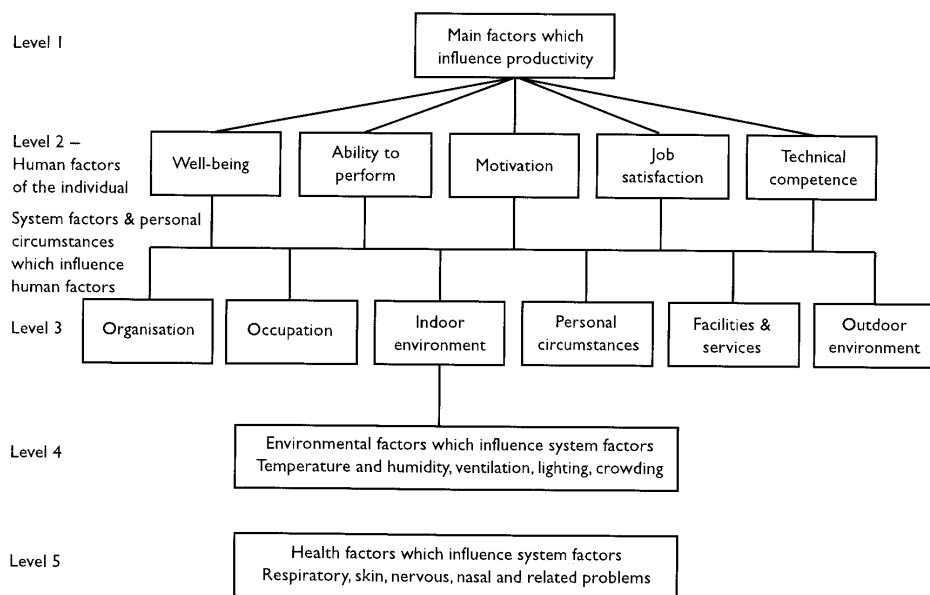 Level 1
Main factors which
influence productivity
Level 2 –
Human factors
of the individual
Well-being
Ability to
perform
Motivation
Job
satisfaction
Technical
competence
System factors & personal
circumstances
which influence
human factors
Level 3
Organisation
Occupation
Indoor
environment
Personal
circumstances
Facilities &
services
Outdoor
environment
Level 4
Environmental factors which influence system factors
Temperature and humidity, ventilation, lighting, crowding
Level 5
Health factors which influence system factors
Respiratory, skin, nervous, nasal and related problems